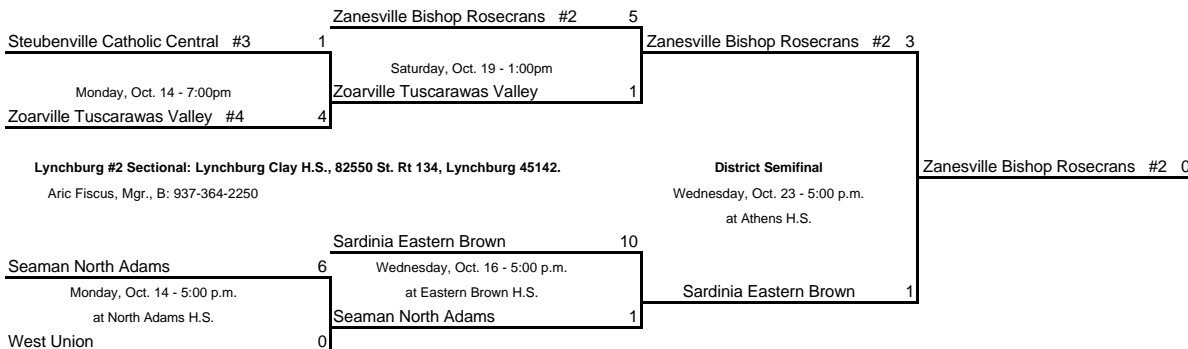 Zanesville Bishop Rosecrans #2 5
Steubenville Catholic Central #3 1
Zanesville Bishop Rosecrans #2 3
Saturday, Oct. 19 - 1:00pm
Monday, Oct. 14 - 7:00pm
Zoarville Tuscarawas Valley 1
Zoarville Tuscarawas Valley #4 4
Lynchburg #2 Sectional: Lynchburg Clay H.S., 82550 St. Rt 134, Lynchburg 45142.
District Semifinal
Zanesville Bishop Rosecrans #2 0
Aric Fiscus, Mgr., B: 937-364-2250
Wednesday, Oct. 23 - 5:00 p.m.
at Athens H.S.
Sardinia Eastern Brown 10
Seaman North Adams 6
Wednesday, Oct. 16 - 5:00 p.m.
Monday, Oct. 14 - 5:00 p.m.
at Eastern Brown H.S.
Sardinia Eastern Brown 1
at North Adams H.S.
Seaman North Adams 1
West Union 0